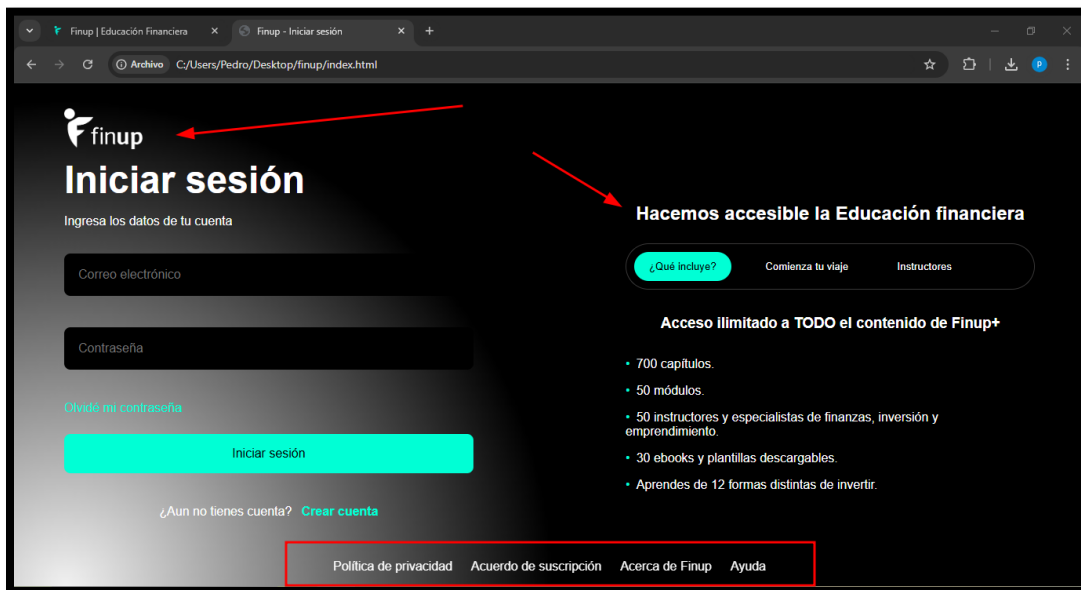 Finup | Educación Financiera
Finup - Iniciar sesión
Archivo C:/Users/Pedro/Desktop/finup/index.html
P
finup
Iniciar sesión
Ingresa los datos de tu cuenta
Correo electrónico
Contraseña
Olvidé mi contraseña
Iniciar sesión
¿Aun no tienes cuenta? Crear cuenta
Hacemos accesible la Educación financiera
¿Qué incluye? Comienza tu viaje Instructores
Acceso ilimitado a TODO el contenido de Finup+
• 700 capítulos.
• 50 módulos.
• 50 instructores y especialistas de finanzas, inversión y
emprendimiento.
• 30 ebooks y plantillas descargables.
• Aprendes de 12 formas distintas de invertir.
Política de privacidad Acuerdo de suscripción Acerca de Finup Ayuda